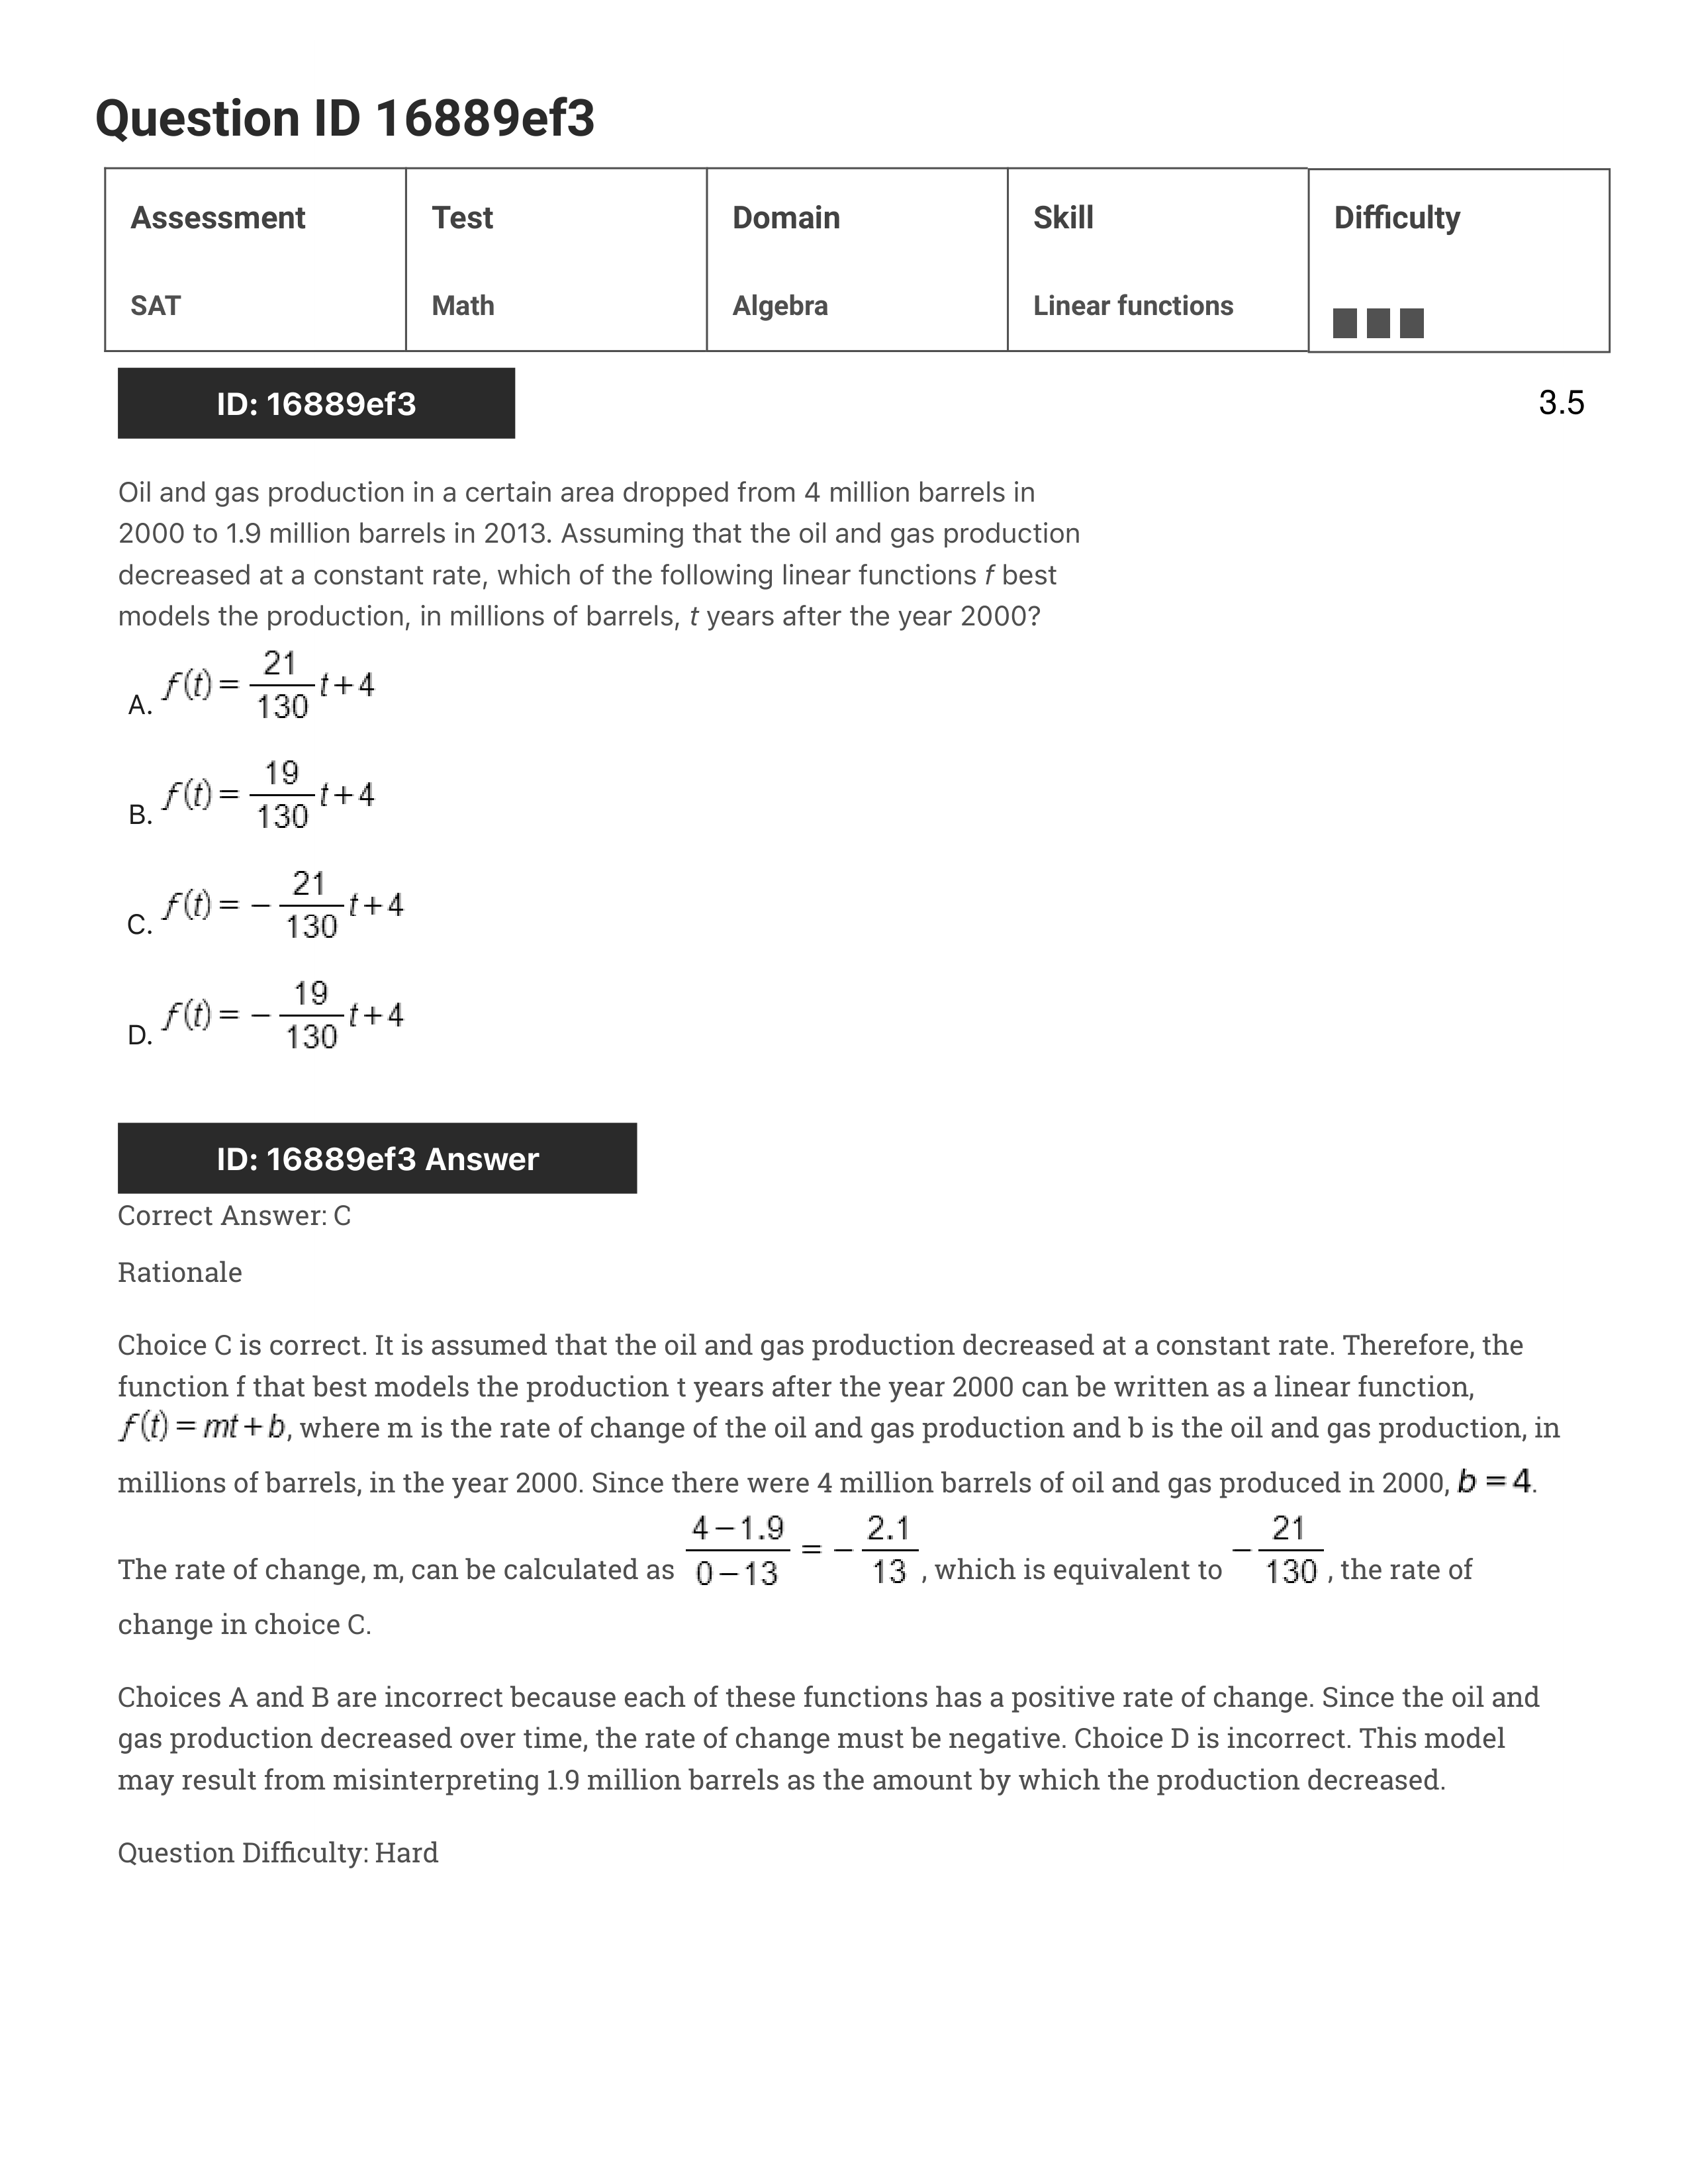 Question ID 16889ef3
Assessment Test Domain Skill Difficulty
SAT Math Algebra Linear functions
ID: 16889ef3 3.5
Oil and gas production in a certain area dropped from 4 million barrels in
2000 to 1.9 million barrels in 2013. Assuming that the oil and gas production
decreased at a constant rate, which of the following linear functions f best
models the production, in millions of barrels, t years after the year 2000?
A. f(t) = 21/130 t + 4
B. f(t) = 19/130 t + 4
C. f(t) = − 21/130 t + 4
D. f(t) = − 19/130 t + 4
ID: 16889ef3 Answer
Correct Answer: C
Rationale
Choice C is correct. It is assumed that the oil and gas production decreased at a constant rate. Therefore, the
function f that best models the production t years after the year 2000 can be written as a linear function,
f(t) = mt + b, where m is the rate of change of the oil and gas production and b is the oil and gas production, in
millions of barrels, in the year 2000. Since there were 4 million barrels of oil and gas produced in 2000, b = 4.
The rate of change, m, can be calculated as (4 − 1.9)/(0 − 13) = − 2.1/13, which is equivalent to − 21/130, the rate of
change in choice C.
Choices A and B are incorrect because each of these functions has a positive rate of change. Since the oil and
gas production decreased over time, the rate of change must be negative. Choice D is incorrect. This model
may result from misinterpreting 1.9 million barrels as the amount by which the production decreased.
Question Difficulty: Hard